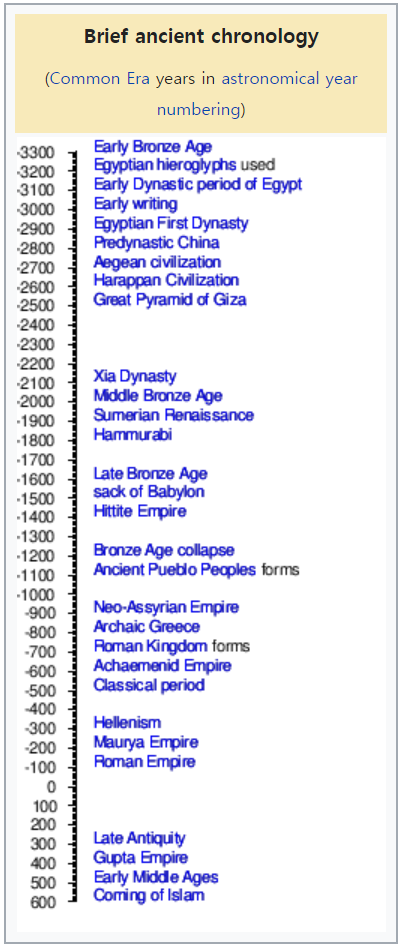 Brief ancient chronology
(Common Era years in astronomical year
numbering)
-3300 Early Bronze Age
-3200 Egyptian hieroglyphs used
-3100 Early Dynastic period of Egypt
-3000 Early writing
-2900 Egyptian First Dynasty
-2800 Predynastic China
-2700 Aegean civilization
-2600 Harappan Civilization
-2500 Great Pyramid of Giza
-2400
-2300
-2200
-2100 Xia Dynasty
-2000 Middle Bronze Age
-1900 Sumerian Renaissance
-1800 Hammurabi
-1700
-1600 Late Bronze Age
-1500 sack of Babylon
-1400 Hittite Empire
-1300
-1200 Bronze Age collapse
-1100 Ancient Pueblo Peoples forms
-1000
-900 Neo-Assyrian Empire
-800 Archaic Greece
-700 Roman Kingdom forms
-600 Achaemenid Empire
-500 Classical period
-400
-300 Hellenism
-200 Maurya Empire
-100 Roman Empire
0
100
200
300 Late Antiquity
400 Gupta Empire
500 Early Middle Ages
600 Coming of Islam